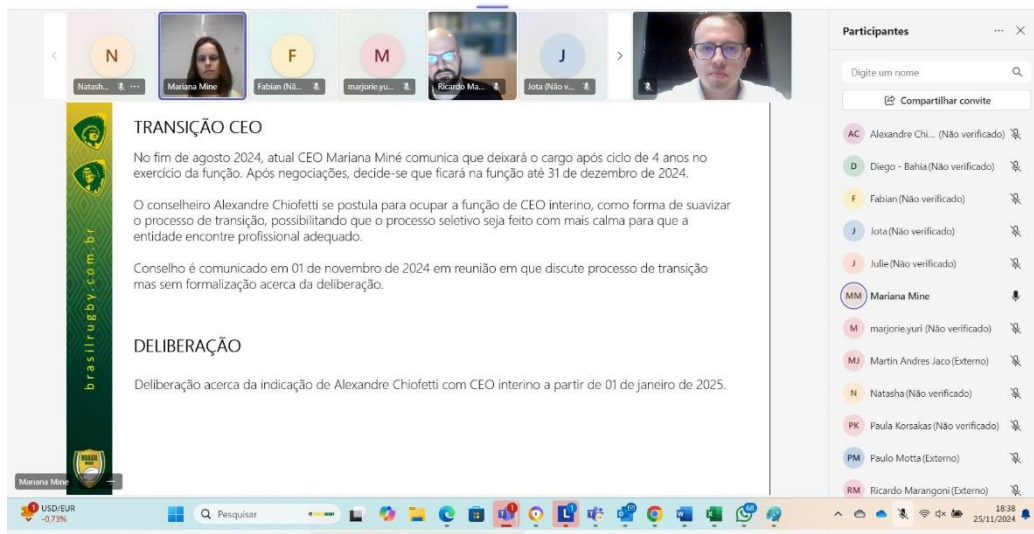 N
Natash...
Mariana Mine
F
Fabian (Nã...
M
marjorie.yu...
Ricardo Ma...
J
Jota (Não v...
TRANSIÇÃO CEO
No fim de agosto 2024, atual CEO Mariana Miné comunica que deixará o cargo após ciclo de 4 anos no
exercício da função. Após negociações, decide-se que ficará na função até 31 de dezembro de 2024.
O conselheiro Alexandre Chiofetti se postula para ocupar a função de CEO interino, como forma de suavizar
o processo de transição, possibilitando que o processo seletivo seja feito com mais calma para que a
entidade encontre profissional adequado.
Conselho é comunicado em 01 de novembro de 2024 em reunião em que discute processo de transição
mas sem formalização acerca da deliberação.
DELIBERAÇÃO
Deliberação acerca da indicação de Alexandre Chiofetti com CEO interino a partir de 01 de janeiro de 2025.
brasilrugby.com.br
BRASIL
Mariana Mine
Participantes
Digite um nome
Compartilhar convite
AC Alexandre Chi... (Não verificado)
D Diego - Bahia (Não verificado)
F Fabian (Não verificado)
J Jota (Não verificado)
J Julie (Não verificado)
MM Mariana Mine
M marjorie.yuri (Não verificado)
MJ Martin Andres Jaco (Externo)
N Natasha (Não verificado)
PK Paula Korsakas (Não verificado)
PM Paulo Motta (Externo)
RM Ricardo Marangoni (Externo)
USD/EUR
-0,73%
Pesquisar
18:38
25/11/2024